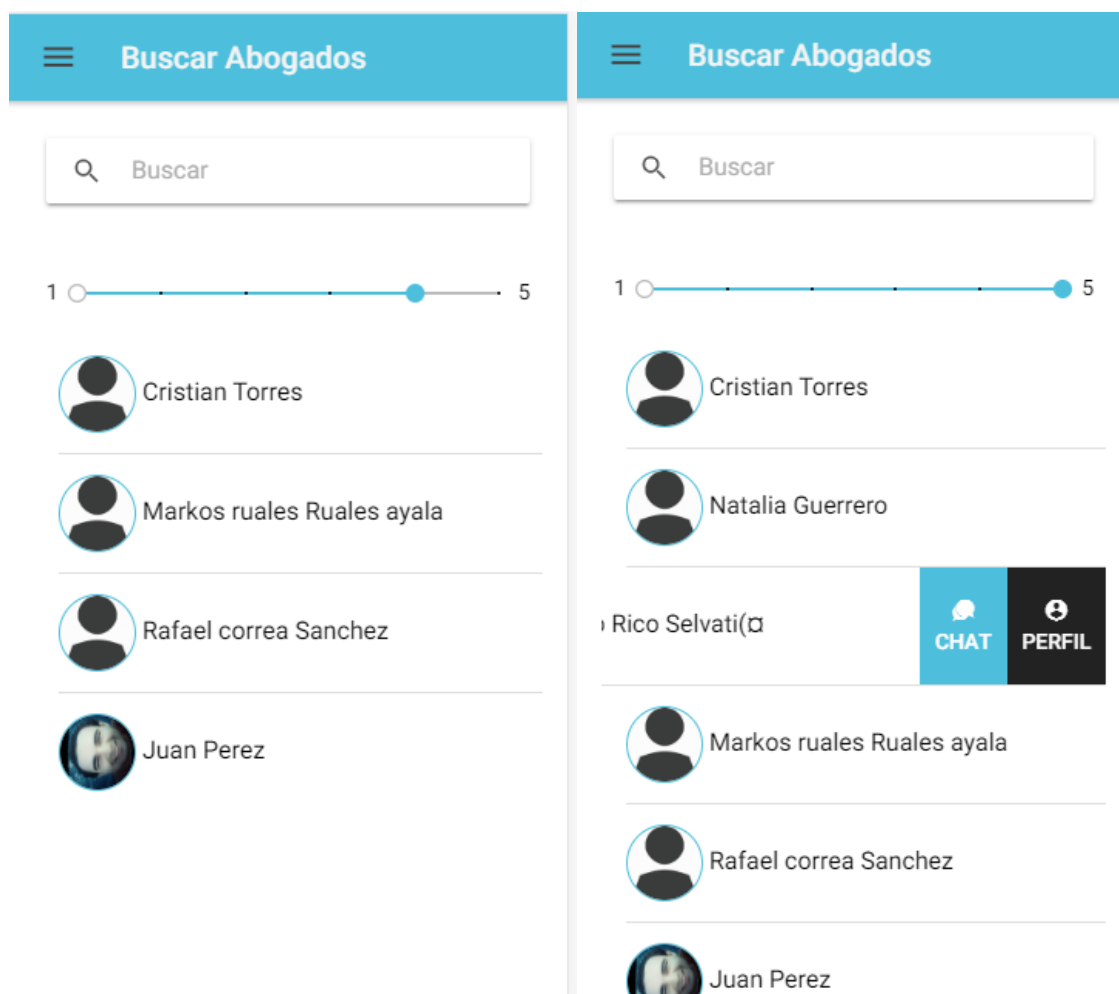 Buscar Abogados
Buscar
1 5
Cristian Torres
Markos ruales Ruales ayala
Rafael correa Sanchez
Juan Perez
Buscar Abogados
Buscar
1 5
Cristian Torres
Natalia Guerrero
Rico Selvati(¤
CHAT PERFIL
Markos ruales Ruales ayala
Rafael correa Sanchez
Juan Perez